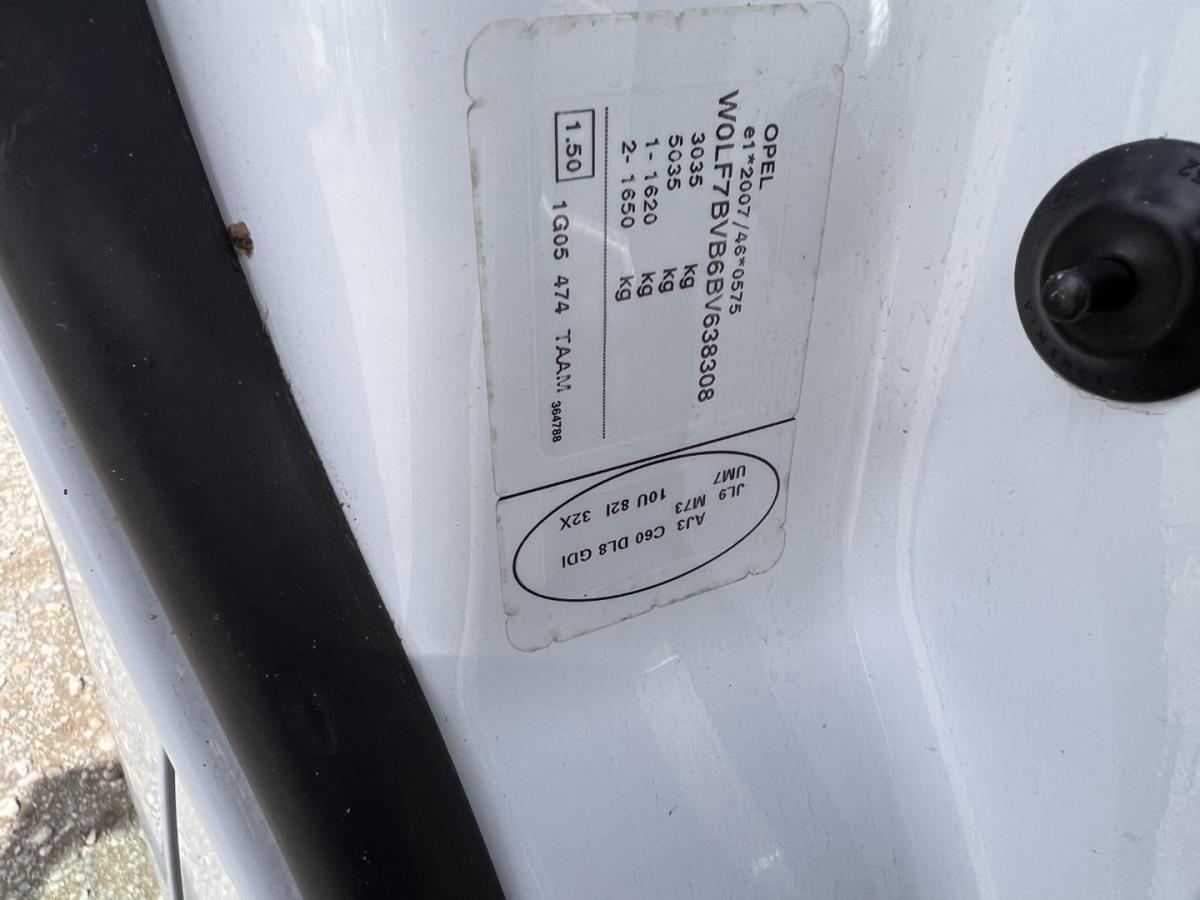 OPEL
e1*2007/46*0575
W0LF7BVB6BV638308
3035 kg
5035 kg
1- 1620 kg
2- 1650 kg
1.50 1G05 474 TAAM 364788
UM7
JL9 M73
10U 82I 32X
AJ3 C60 DL8 GDI